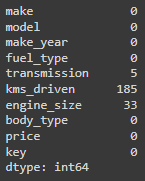 make 0
model 0
make_year 0
fuel_type 0
transmission 5
kms_driven 185
engine_size 33
body_type 0
price 0
key 0
dtype: int64